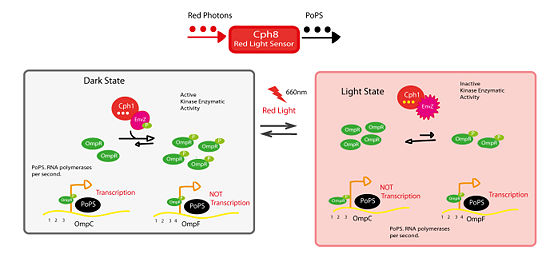 Red Photons
PoPS
Cph8
Red Light Sensor
Dark State
Active
Kinase Enzymatic
Activity
Cph1
EnvZ
P
OmpR
OmpR
OmpR
P
OmpR
P
OmpR
P
OmpR
P
OmpR
PoPS. RNA polymerases
per second.
Transcription
OmpR
P
PoPS
1 2 3
OmpC
NOT
Transcription
OmpR
P
PoPS
1 2 3 4
OmpF
660nm
Red Light
Light State
Inactive
Kinase Enzymatic
Activity
Cph1
EnvZ
OmpR
OmpR
OmpR
OmpR
OmpR
P
OmpR
P
NOT
Transcription
OmpR
P
PoPS
1 2 3
OmpC
Transcription
OmpR
P
PoPS
1 2 3 4
OmpF
PoPS. RNA polymerases
per second.